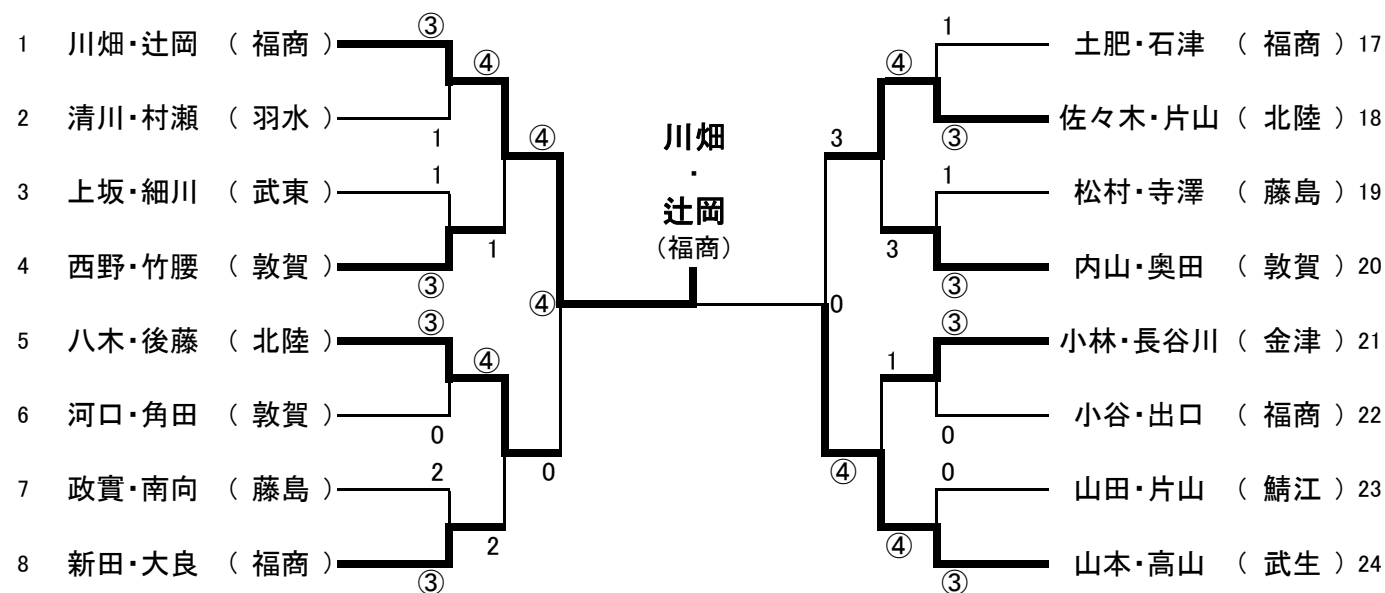 ③
1 川畑・辻岡 ( 福商 )
④
2 清川・村瀬 ( 羽水 )
1
④
3 上坂・細川 ( 武東 )
1
1
4 西野・竹腰 ( 敦賀 )
③
④
5 八木・後藤 ( 北陸 )
③
④
6 河口・角田 ( 敦賀 )
0
0
7 政實・南向 ( 藤島 )
2
2
8 新田・大良 ( 福商 )
③
川畑
・
辻岡
(福商)
1
土肥・石津 ( 福商 ) 17
④
佐々木・片山 ( 北陸 ) 18
③
3
松村・寺澤 ( 藤島 ) 19
1
3
内山・奥田 ( 敦賀 ) 20
③
0
③
小林・長谷川 ( 金津 ) 21
1
小谷・出口 ( 福商 ) 22
0
④
0
山田・片山 ( 鯖江 ) 23
④
山本・高山 ( 武生 ) 24
③